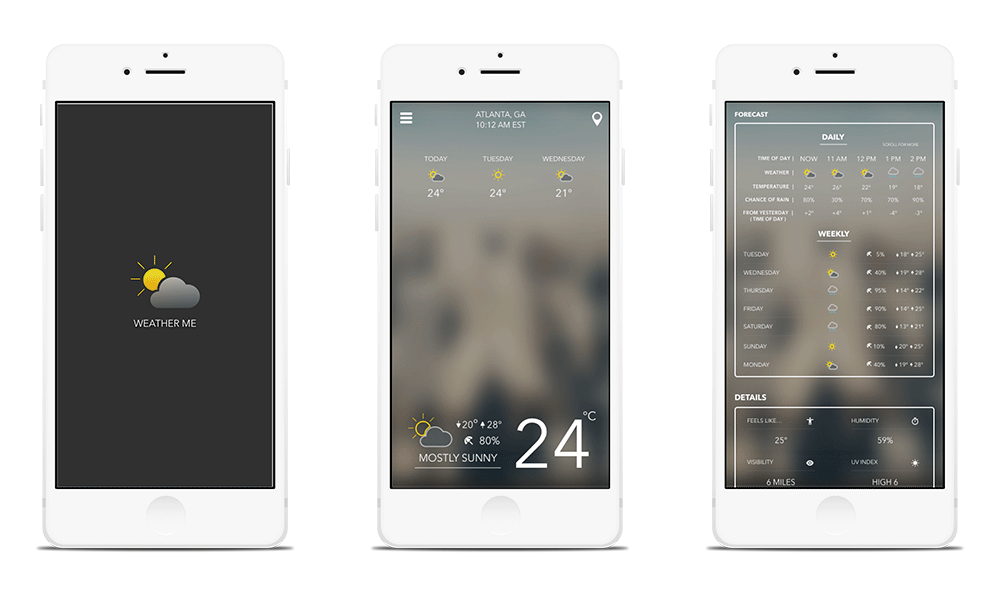 WEATHER ME
ATLANTA, GA
10:12 AM EST
TODAY TUESDAY WEDNESDAY
24° 24° 21°
20° 28°
80%
MOSTLY SUNNY
24°C
FORECAST
DAILY
SCROLL FOR MORE
TIME OF DAY | NOW 11 AM 12 PM 1 PM 2 PM
WEATHER |
TEMPERATURE | 24° 26° 22° 19° 18°
CHANCE OF RAIN | 80% 30% 70% 70% 90%
FROM YESTERDAY | +2° +4° +1° -4° -3°
(TIME OF DAY) |
WEEKLY
TUESDAY 5% 18° 25°
WEDNESDAY 40% 19° 28°
THURSDAY 95% 14° 22°
FRIDAY 90% 14° 25°
SATURDAY 80% 13° 21°
SUNDAY 10% 20° 25°
MONDAY 40% 19° 28°
DETAILS
FEELS LIKE... HUMIDITY
25° 59%
VISIBILITY UV INDEX
6 MILES HIGH 6